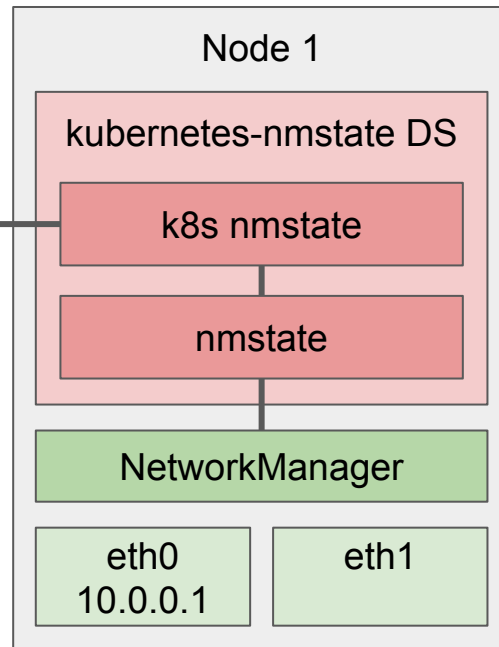 Node 1
kubernetes-nmstate DS
k8s nmstate
nmstate
NetworkManager
eth0
10.0.0.1
eth1